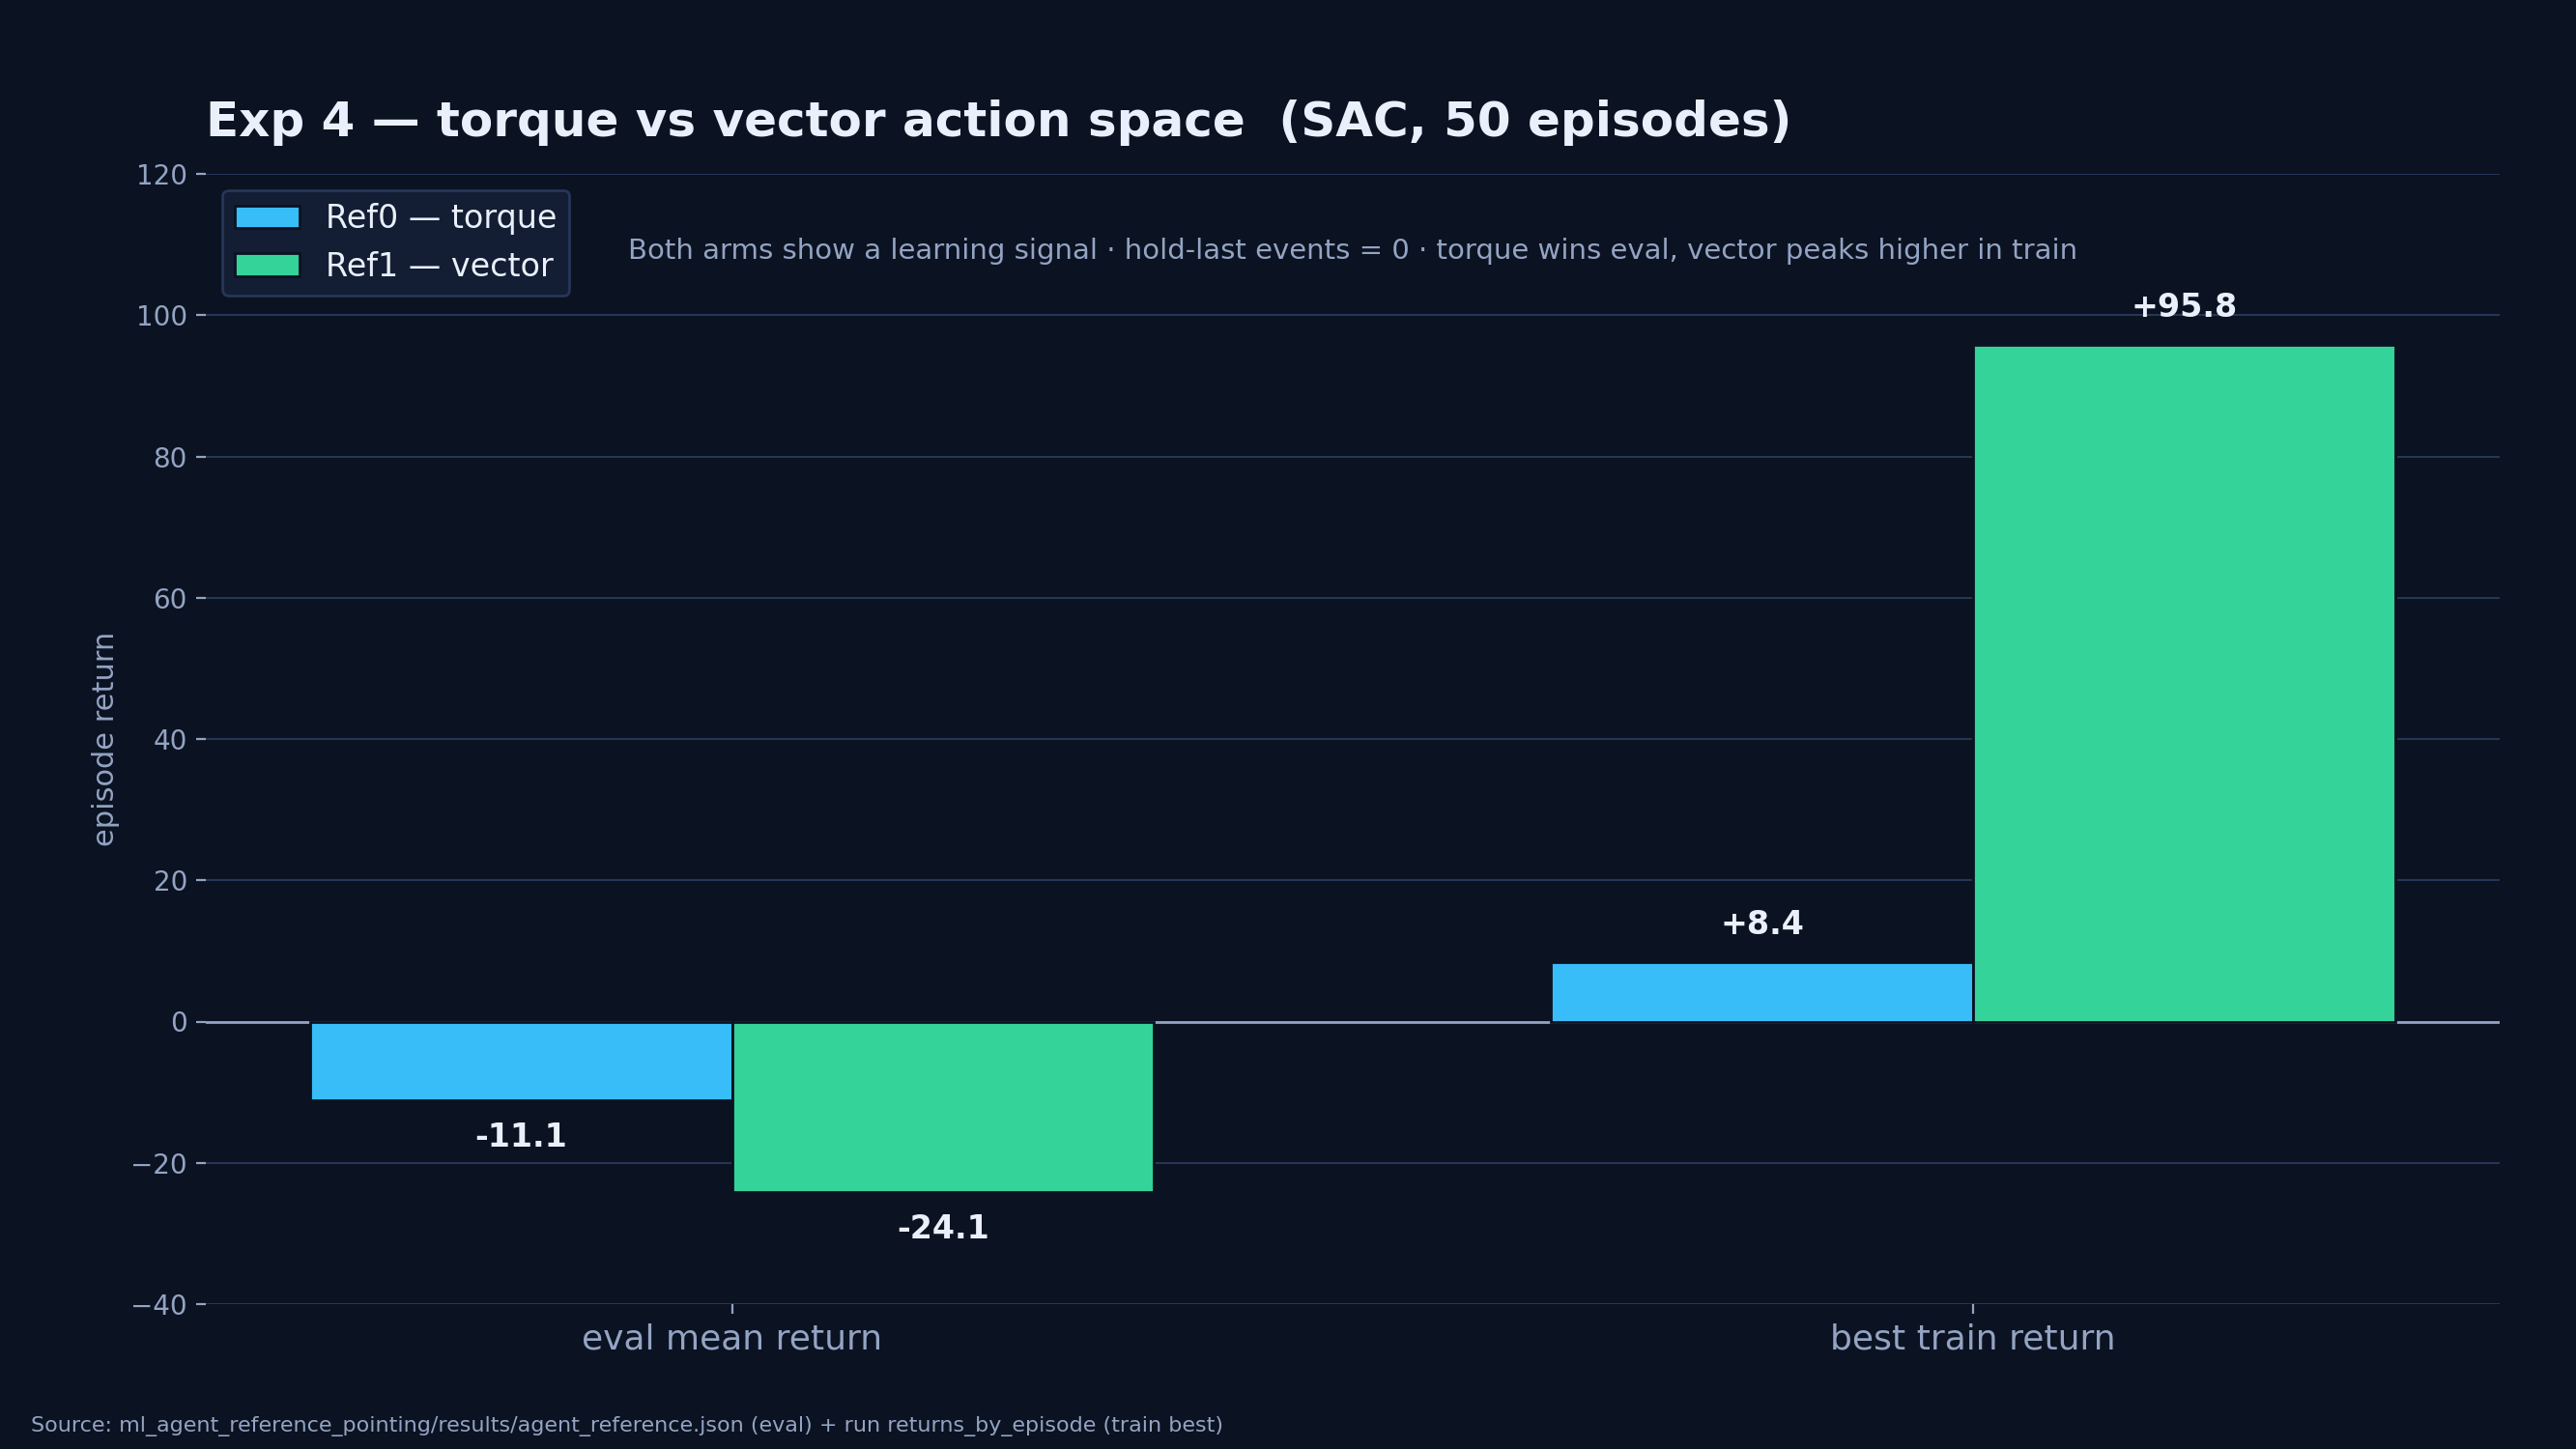 Exp 4 — torque vs vector action space  (SAC, 50 episodes)
120
Ref0 — torque
Ref1 — vector
Both arms show a learning signal · hold-last events = 0 · torque wins eval, vector peaks higher in train
+95.8
100
80
60
episode return
40
20
+8.4
0
-11.1
−20
-24.1
−40
eval mean return
best train return
Source: ml_agent_reference_pointing/results/agent_reference.json (eval) + run returns_by_episode (train best)